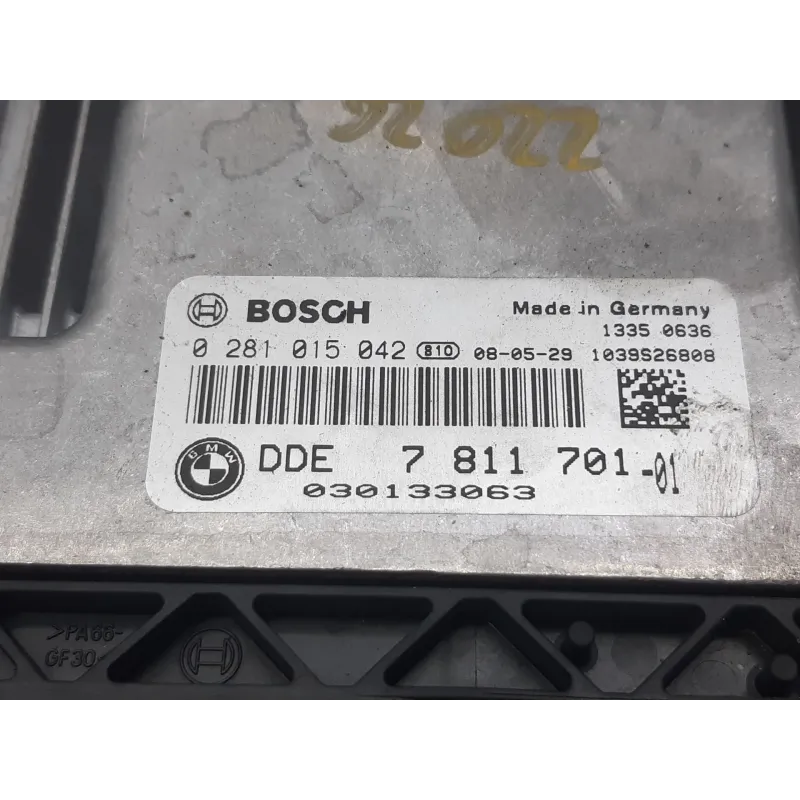 22022
BOSCH Made in Germany
1335 0636
0 281 015 042 810 08-05-29 1039S26808
BMW DDE 7 811 701-01
030133063
>PA66-
GF30